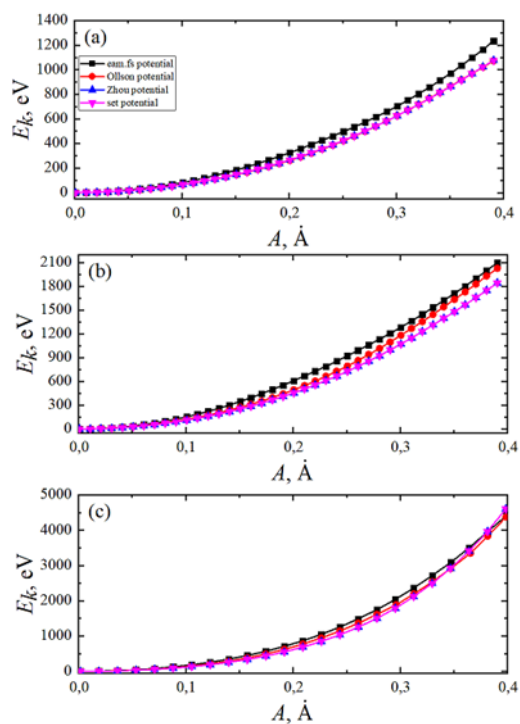 (a)
eam.fs potential
Ollson potential
Zhou potential
set potential
1400
1200
1000
800
600
400
200
0
Ek, eV
0,0 0,1 0,2 0,3 0,4
A, Å
(b)
2100
1800
1500
1200
900
600
300
0
Ek, eV
0,0 0,1 0,2 0,3 0,4
A, Å
(c)
5000
4000
3000
2000
1000
0
Ek, eV
0,0 0,1 0,2 0,3 0,4
A, Å